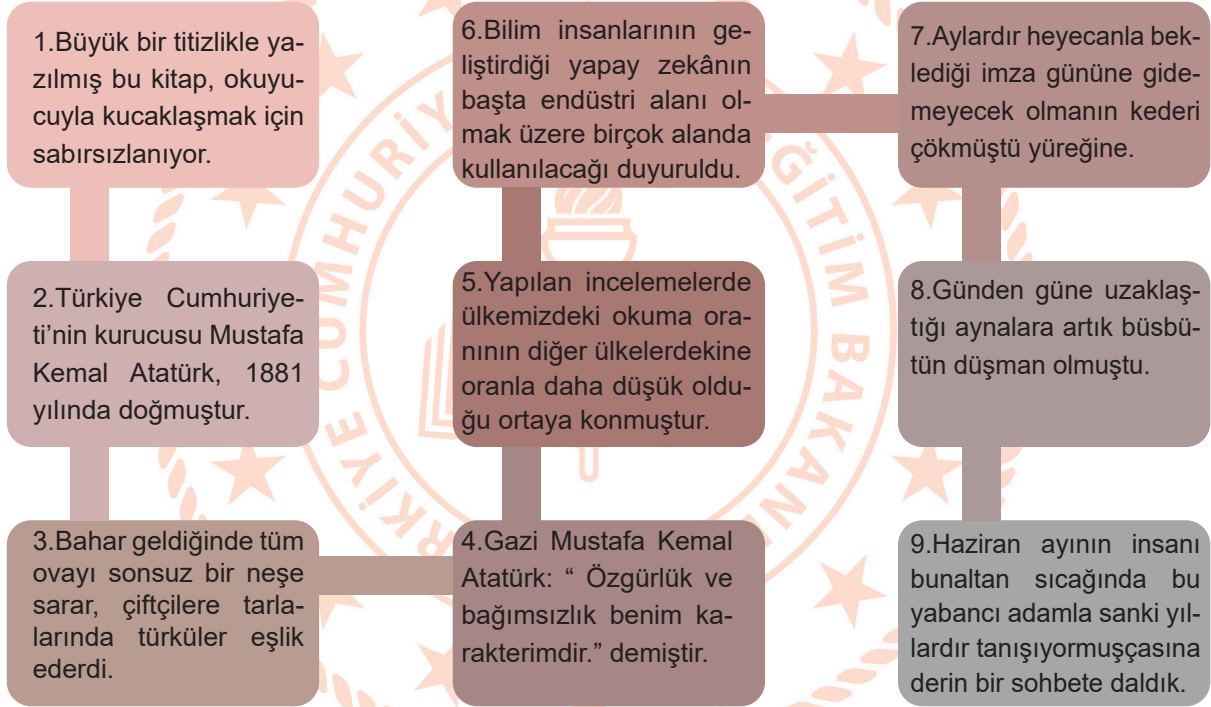 1.Büyük bir titizlikle ya-
zılmış bu kitap, okuyu-
cuyla kucaklaşmak için
sabırsızlanıyor.
2.Türkiye Cumhuriye-
ti’nin kurucusu Mustafa
Kemal Atatürk, 1881
yılında doğmuştur.
3.Bahar geldiğinde tüm
ovayı sonsuz bir neşe
sarar, çiftçilere tarla-
larında türküler eşlik
ederdi.
4.Gazi Mustafa Kemal
Atatürk: “ Özgürlük ve
bağımsızlık benim ka-
rakterimdir.” demiştir.
5.Yapılan incelemelerde
ülkemizdeki okuma ora-
nının diğer ülkelerdekine
oranla daha düşük oldu-
ğu ortaya konmuştur.
6.Bilim insanlarının ge-
liştirdiği yapay zekânın
başta endüstri alanı ol-
mak üzere birçok alanda
kullanılacağı duyuruldu.
7.Aylardır heyecanla bek-
lediği imza gününe gide-
meyecek olmanın kederi
çökmüştü yüreğine.
8.Günden güne uzaklaş-
tığı aynalara artık büsbü-
tün düşman olmuştu.
9.Haziran ayının insanı
bunaltan sıcağında bu
yabancı adamla sanki yıl-
lardır tanışıyormuşçasına
derin bir sohbete daldık.